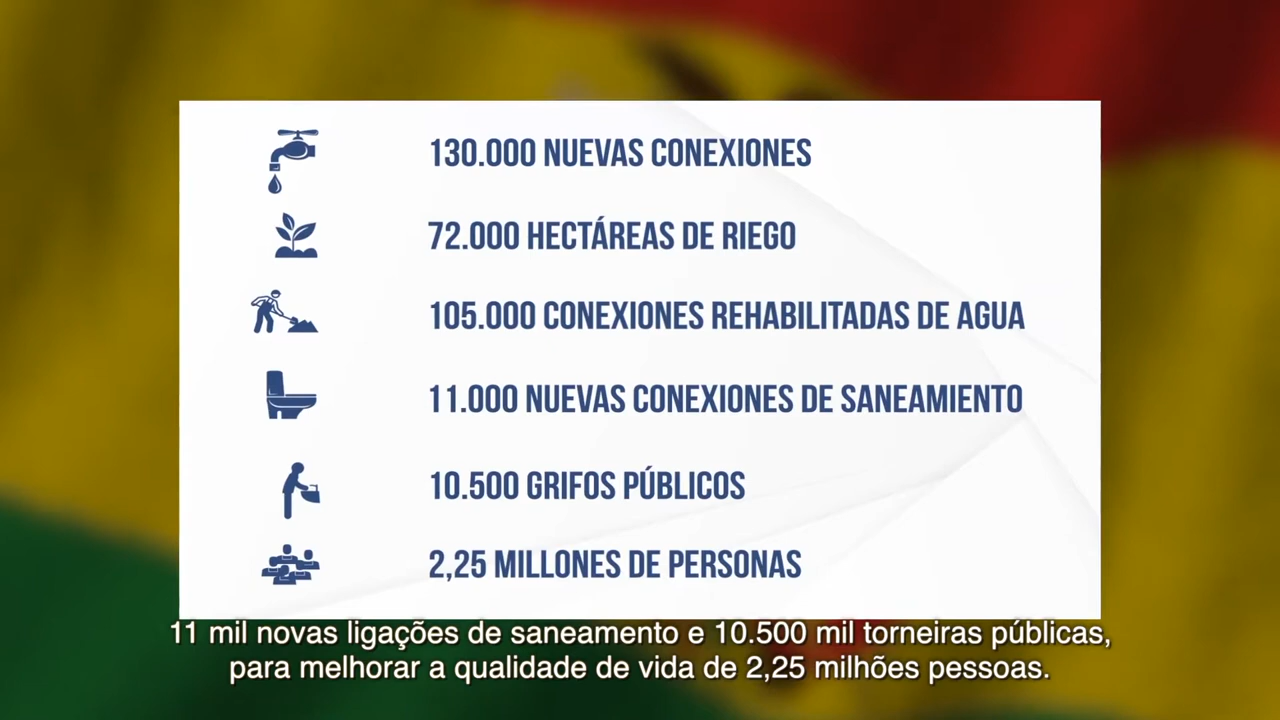 130.000 NUEVAS CONEXIONES
72.000 HECTÁREAS DE RIEGO
105.000 CONEXIONES REHABILITADAS DE AGUA
11.000 NUEVAS CONEXIONES DE SANEAMIENTO
10.500 GRIFOS PÚBLICOS
2,25 MILLONES DE PERSONAS
11 mil novas ligações de saneamento e 10.500 mil torneiras públicas,
para melhorar a qualidade de vida de 2,25 milhões pessoas.